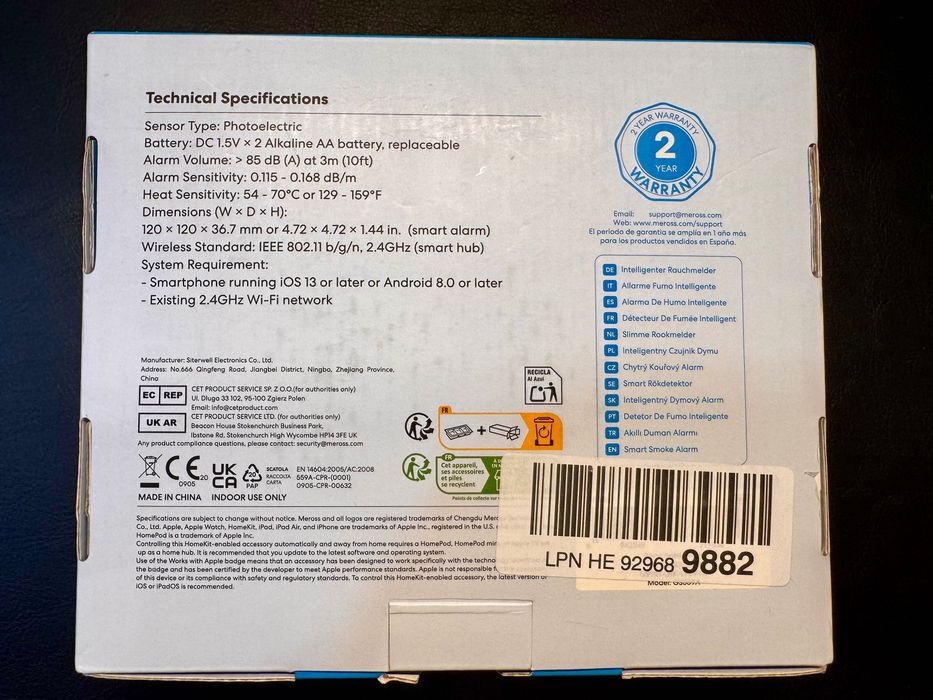 Technical Specifications
Sensor Type: Photoelectric
Battery: DC 1.5V × 2 Alkaline AA battery, replaceable
Alarm Volume: > 85 dB (A) at 3m (10ft)
Alarm Sensitivity: 0.115 - 0.168 dB/m
Heat Sensitivity: 54 - 70°C or 129 - 159°F
Dimensions (W × D × H):
120 × 120 × 36.7 mm or 4.72 × 4.72 × 1.44 in. (smart alarm)
Wireless Standard: IEEE 802.11 b/g/n, 2.4GHz (smart hub)
System Requirement:
- Smartphone running iOS 13 or later or Android 8.0 or later
- Existing 2.4GHz Wi-Fi network
2 YEAR WARRANTY
2
YEAR
WARRANTY
Email: support@meross.com
Web: www.meross.com/support
El periodo de garantía se amplía en 1 año más
para los productos vendidos en España.
DE Intelligenter Rauchmelder
IT Allarme Fumo Intelligente
ES Alarma De Humo Inteligente
FR Détecteur De Fumée Intelligent
NL Slimme Rookmelder
PL Inteligentny Czujnik Dymu
CZ Chytrý Kouřový Alarm
SE Smart Rökdetektor
SK Inteligentný Dymový Alarm
PT Detetor De Fumo Inteligente
TR Akıllı Duman Alarmı
EN Smart Smoke Alarm
Manufacturer: Siterwell Electronics Co., Ltd.
Address: No.666 Qingfeng Road, Jiangbei District, Ningbo, Zhejiang Province,
China
EC REP
CET PRODUCT SERVICE SP. Z O.O.(for authorities only)
Ul. Dluga 33 102, 95-100 Zgierz Polen
Email: info@cetproduct.com
UK AR
CET PRODUCT SERVICE LTD. (for authorities only)
Beacon House Stokenchurch Business Park,
Ibstone Rd, Stokenchurch High Wycombe HP14 3FE UK
Any product compliance questions, please contact: security@meross.com
RECICLA
Al Azul
FR
+
FR
Cet appareil,
ses accessoires
et piles
se recyclent
Points de collecte sur
CE
0905
20
UK
CA
20
PAP
SCATOLA
RACCOLTA
CARTA
EN 14604:2005/AC:2008
559A-CPR-(0001)
0905-CPR-00632
MADE IN CHINA INDOOR USE ONLY
Specifications are subject to change without notice. Meross and all logos are registered trademarks of Chengdu
Co., Ltd. Apple, Apple Watch, HomeKit, iPad, iPad Air, and iPhone are trademarks of Apple Inc., registered in the U.S.
HomePod is a trademark of Apple Inc.
Controlling this HomeKit-enabled accessory automatically and away from home requires a HomePod, HomePod
up as a home hub. It is recommended that you update to the latest software and operating system.
Use of the Works with Apple badge means that an accessory has been designed to work specifically with the
the badge and has been certified by the developer to meet Apple performance standards. Apple is not responsible
of this device or its compliance with safety and regulatory standards. To control this HomeKit-enabled accessory, the latest version of
iOS or iPadOS is recommended.
LPN HE 92968 9882
Model: